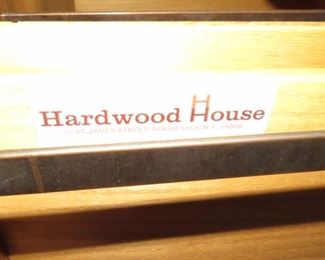 Hardwood House
10 ST. JAMES STREET, ROCHESTER, N.Y.